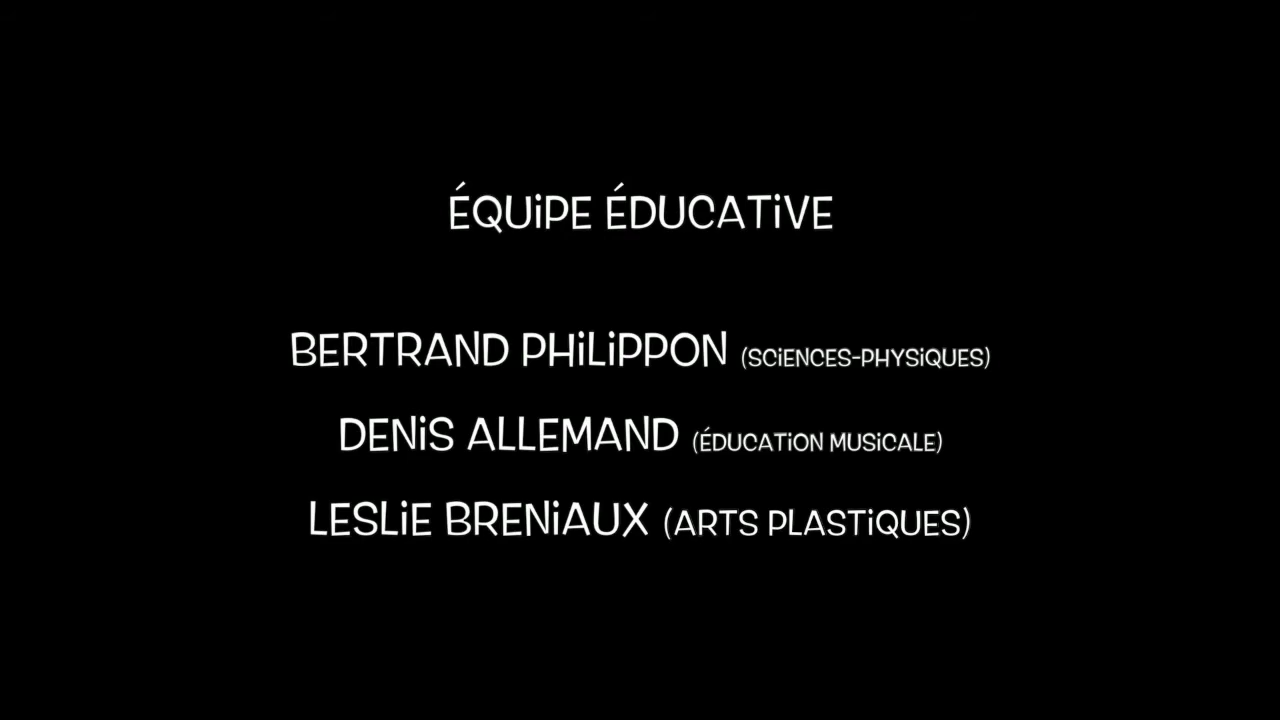 ÉQUiPE ÉDUCATiVE
BERTRAND PHiLiPPON (SCiENCES-PHYSiQUES)
DENiS ALLEMAND (ÉDUCATiON MUSiCALE)
LESLiE BRENiAUX (ARTS PLASTiQUES)